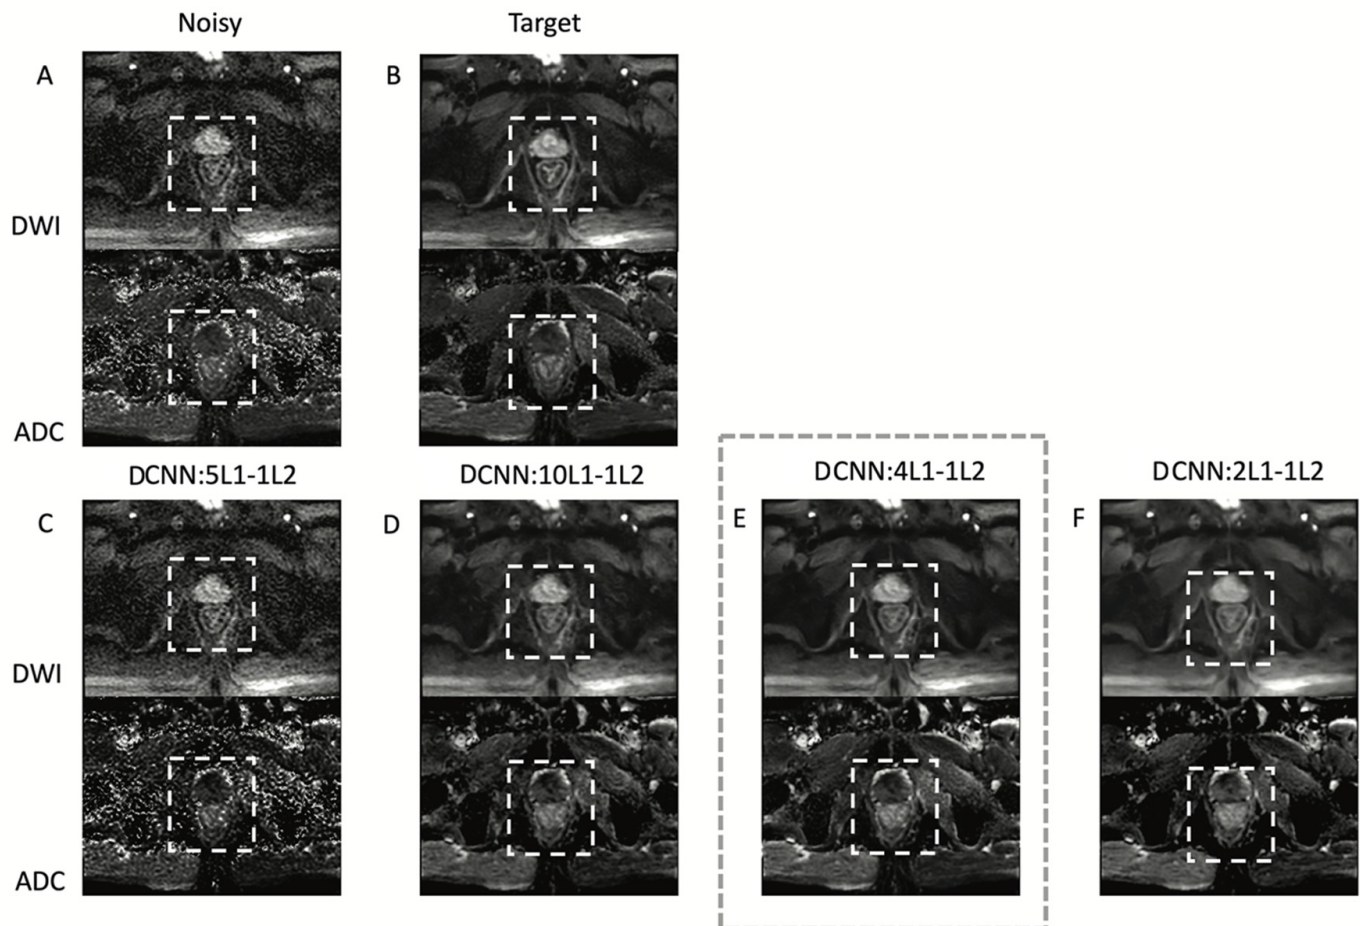 Noisy
Target
A
B
DWI
ADC
DCNN:5L1-1L2
DCNN:10L1-1L2
DCNN:4L1-1L2
DCNN:2L1-1L2
C
D
E
F
DWI
ADC